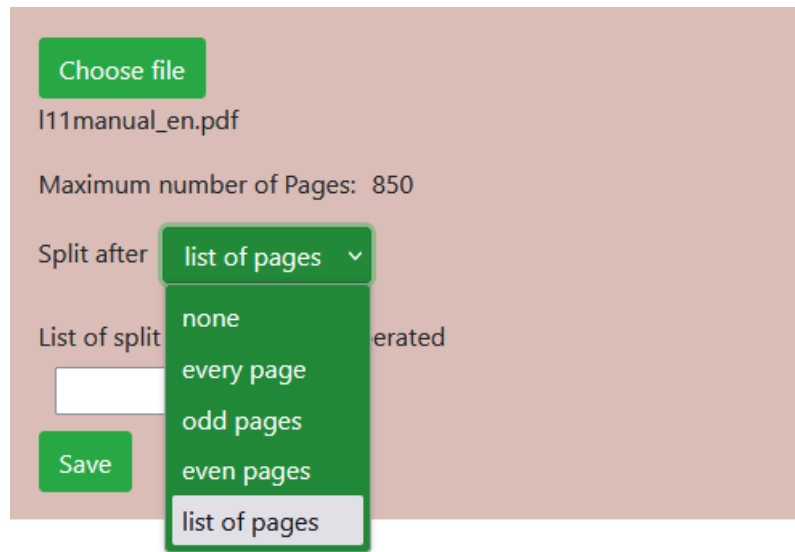 Choose file
l11manual_en.pdf
Maximum number of Pages: 850
Split after list of pages
none
List of split
every page
odd pages
Save
even pages
list of pages